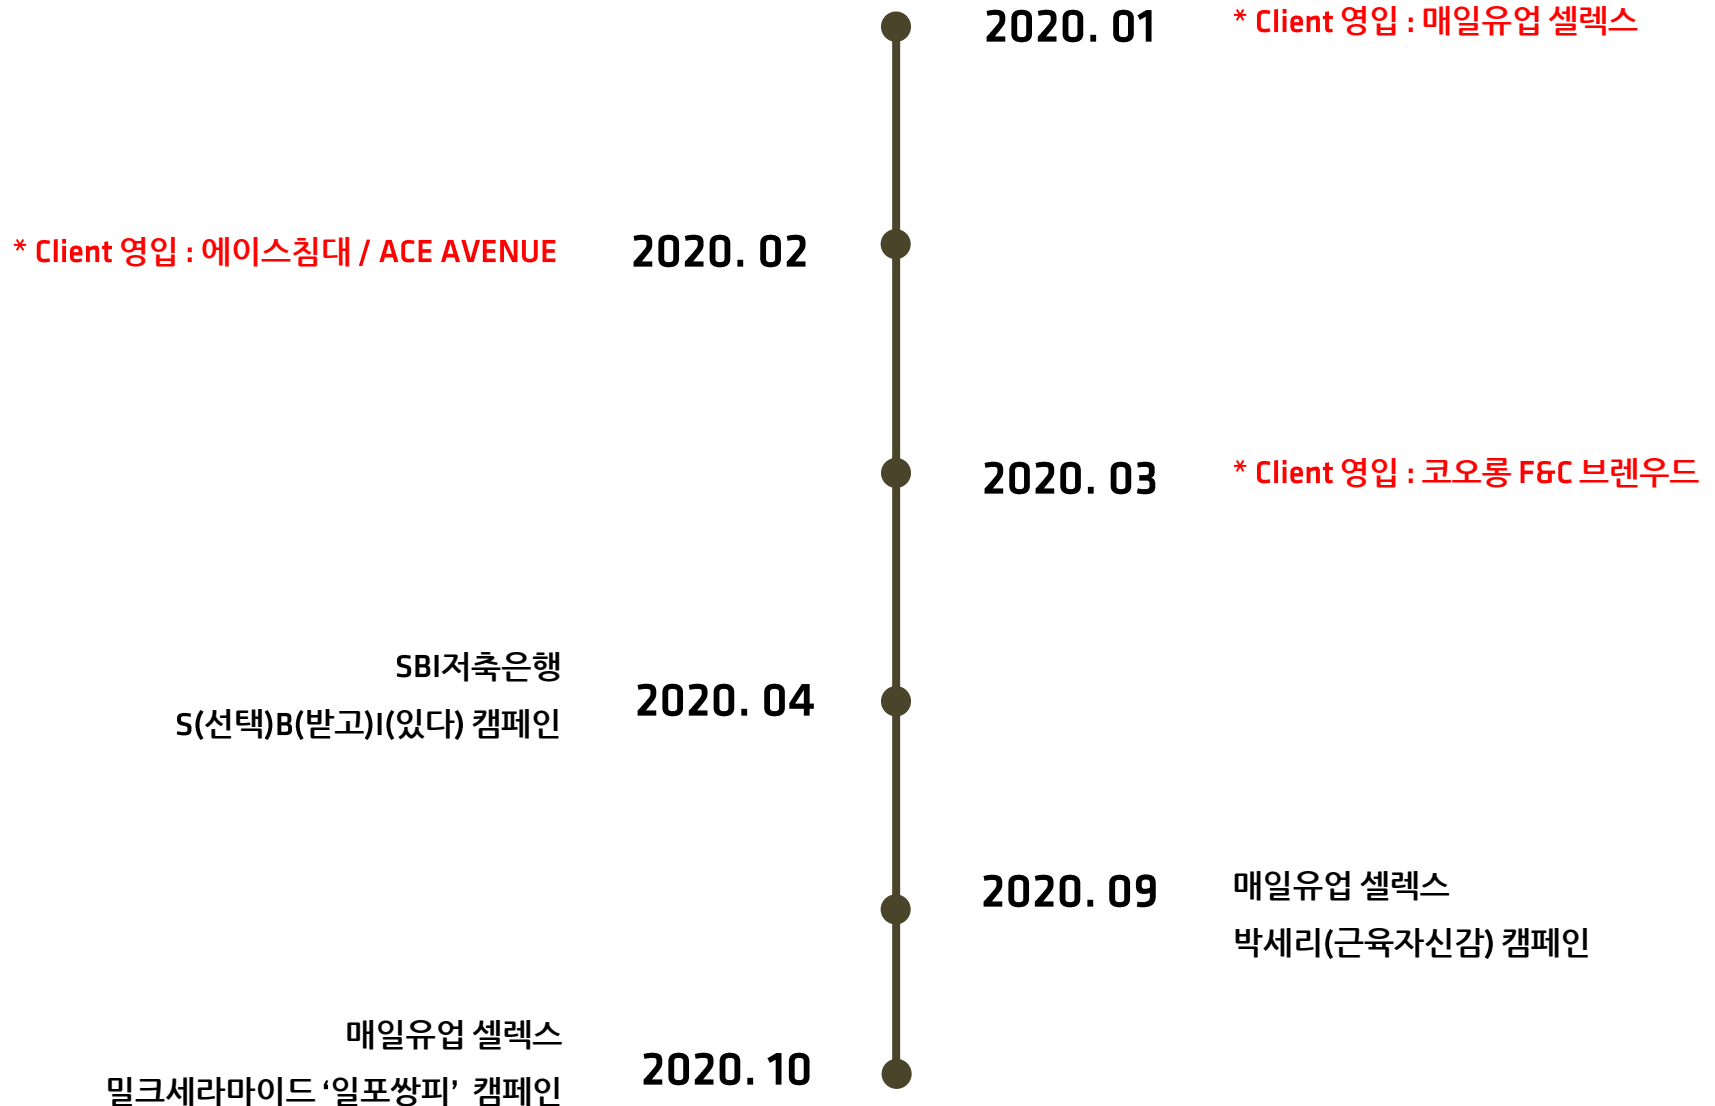 2020. 01
* Client 영입 : 매일유업 셀렉스
* Client 영입 : 에이스침대 / ACE AVENUE
2020. 02
2020. 03
* Client 영입 : 코오롱 F&C 브렌우드
SBI저축은행
S(선택)B(받고)I(있다) 캠페인
2020. 04
2020. 09
매일유업 셀렉스
박세리(근육자신감) 캠페인
매일유업 셀렉스
밀크세라마이드 ‘일포쌍피’ 캠페인
2020. 10